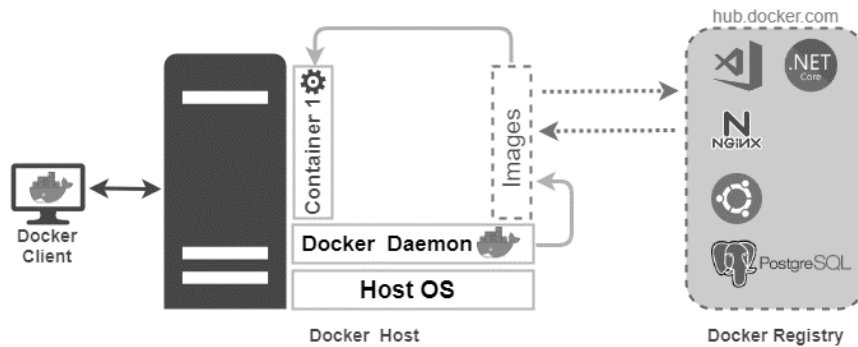 hub.docker.com
.NET
Core
NGiNX
PostgreSQL
Container 1
Images
Docker Daemon
Host OS
Docker
Client
Docker Host
Docker Registry